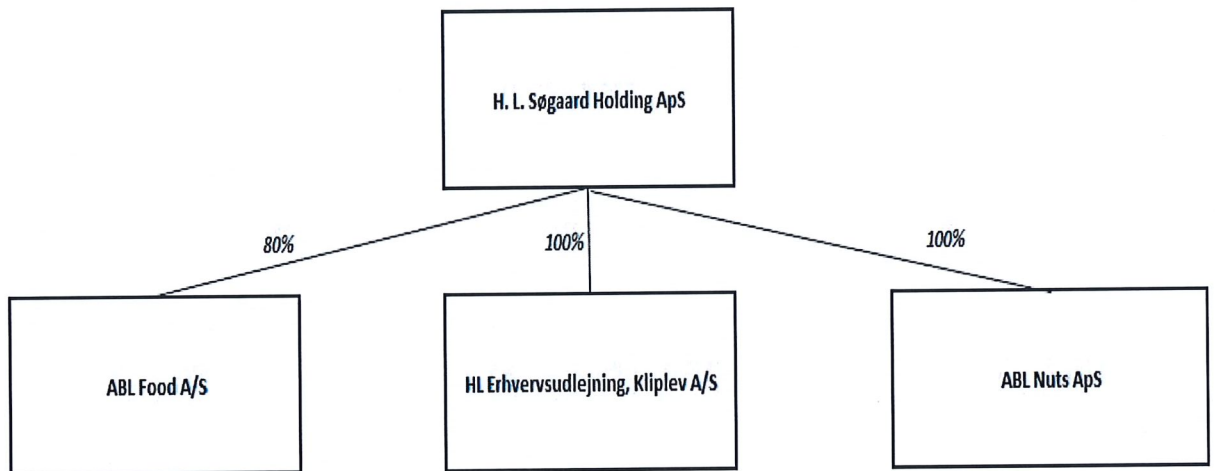 H. L. Søgaard Holding ApS
80%
100%
100%
ABL Food A/S
HL Erhvervsudlejning, Kliplev A/S
ABL Nuts ApS